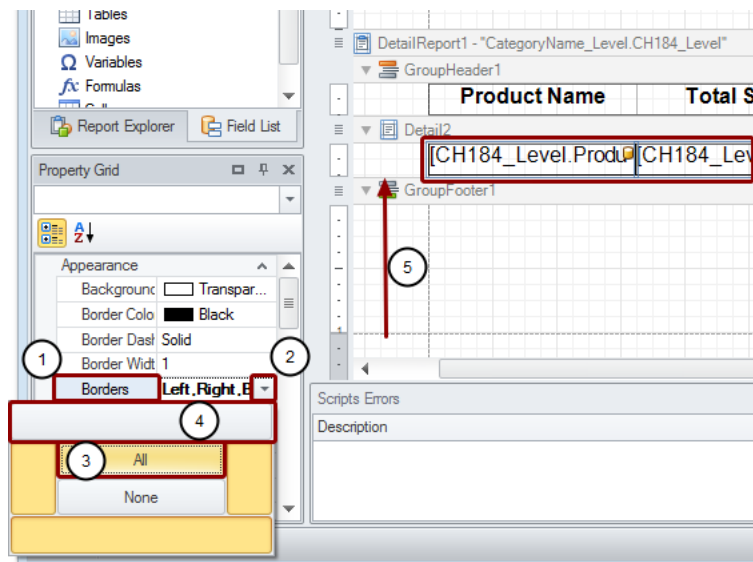 Tables
Images
Variables
Formulas
Report Explorer
Field List
Property Grid
Appearance
Background
Transpar...
Border Colo
Black
Border Dash
Solid
Border Widt
1
1
2
Borders
Left,Right,B
4
3
All
None
DetailReport1 - "CategoryName_Level.CH184_Level"
GroupHeader1
Product Name
Total S
Detail2
[CH184_Level.Produ
[CH184_Lev
GroupFooter1
5
1
Scripts Errors
Description